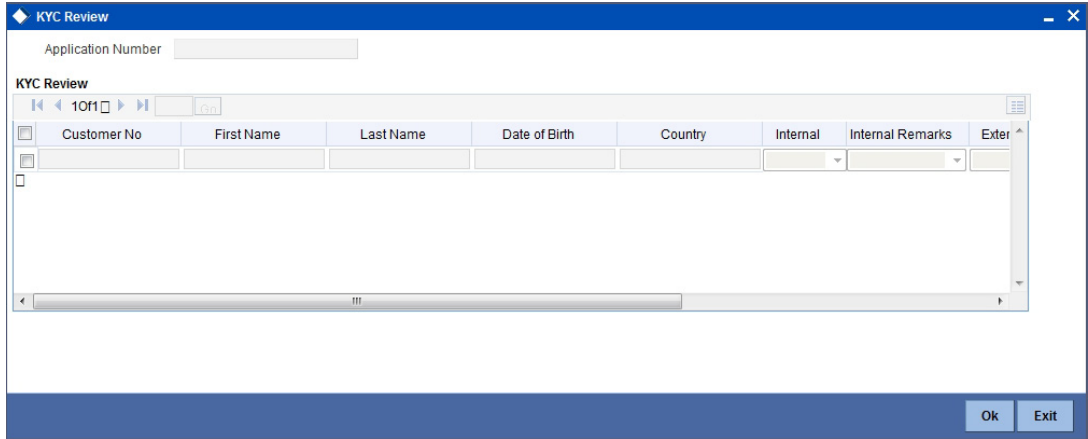 KYC Review
Application Number
KYC Review
1Of1 Go
Customer No First Name Last Name Date of Birth Country Internal Internal Remarks Exter
Ok Exit